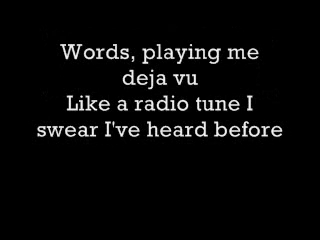 Words, playing me
deja vu
Like a radio tune I
swear I've heard before